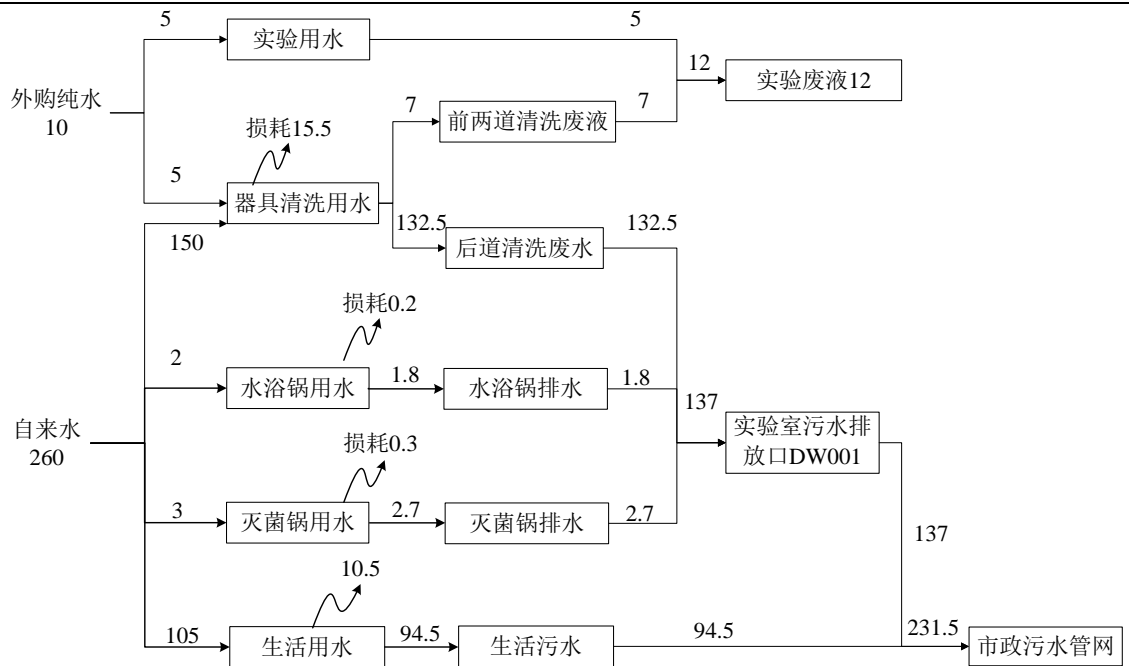 5
实验用水
5
12
实验废液12
外购纯水
10
7
前两道清洗废液
7
损耗15.5
5
器具清洗用水
150
132.5
后道清洗废水
132.5
损耗0.2
2
水浴锅用水
1.8
水浴锅排水
1.8
137
实验室污水排
放口DW001
自来水
260
损耗0.3
3
灭菌锅用水
2.7
灭菌锅排水
2.7
137
10.5
105
生活用水
94.5
生活污水
94.5
231.5
市政污水管网